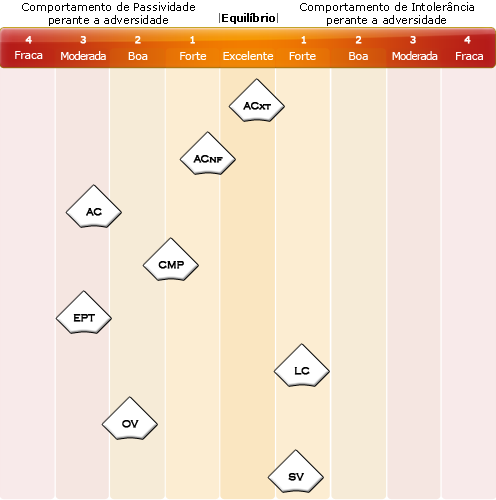 Comportamento de Passividade
perante a adversidade
|Equilíbrio|
Comportamento de Intolerância
perante a adversidade
4 3 2 1 1 2 3 4
Fraca Moderada Boa Forte Excelente Forte Boa Moderada Fraca
ACXT
ACNF
AC
CMP
EPT
LC
OV
SV